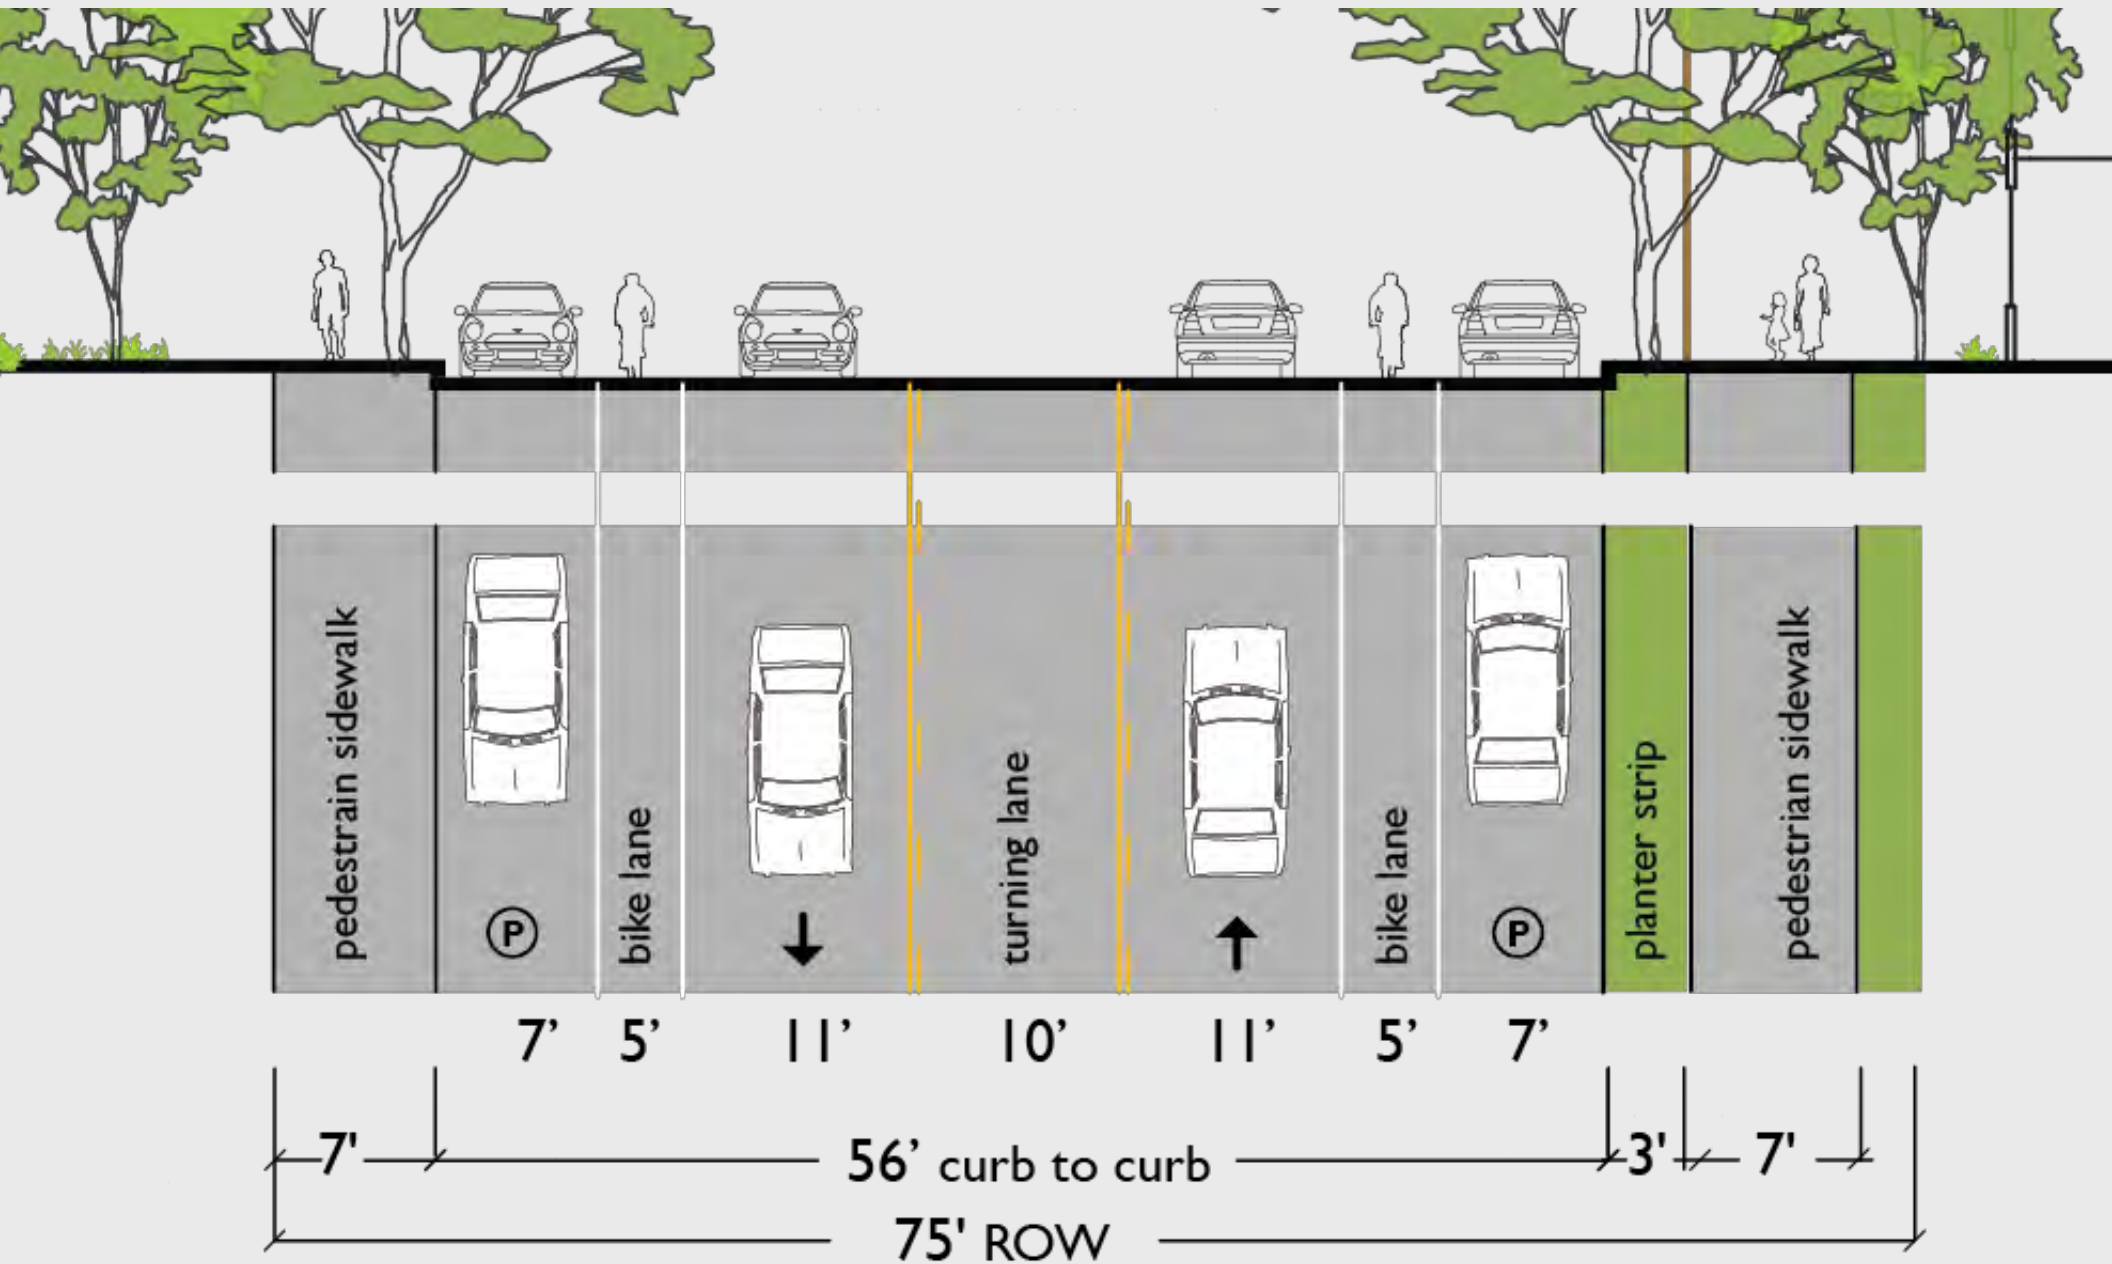 pedestrain sidewalk
P
bike lane
turning lane
bike lane
P
planter strip
pedestrian sidewalk
7’ 5’ 11’ 10’ 11’ 5’ 7’
7' 56’ curb to curb 3' 7'
75' ROW